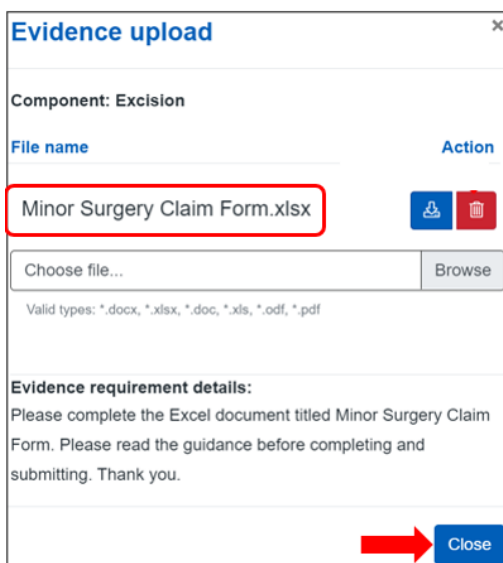 Evidence upload ×
Component: Excision
File name Action
Minor Surgery Claim Form.xlsx
Choose file... Browse
Valid types: *.docx, *.xlsx, *.doc, *.xls, *.odf, *.pdf
Evidence requirement details:
Please complete the Excel document titled Minor Surgery Claim
Form. Please read the guidance before completing and
submitting. Thank you.
Close